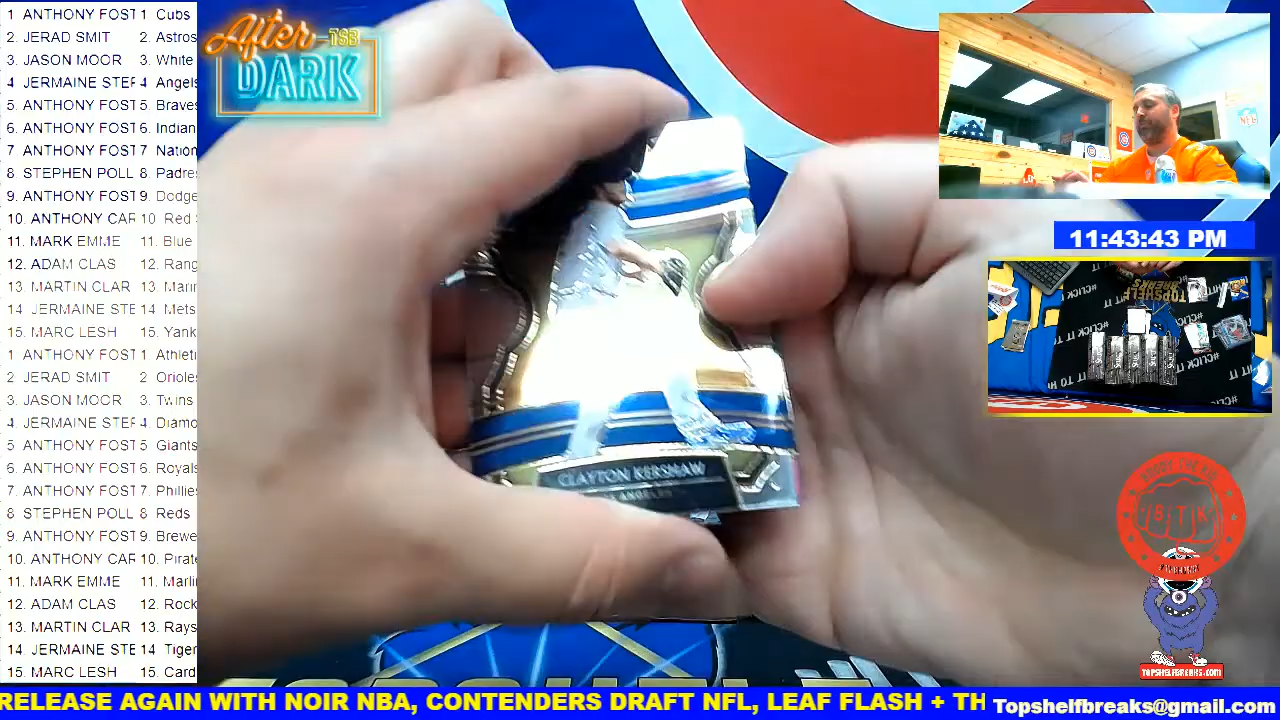 1 ANTHONY FOST 1 Cubs
2. JERAD SMIT 2. Astros
3. JASON MOOR 3. White
4 JERMAINE STEF 4. Angels
5. ANTHONY FOST 5. Braves
6. ANTHONY FOST 6. Indian
7 ANTHONY FOST 7. Nation
8. STEPHEN POLL 8. Padres
9. ANTHONY FOST 9. Dodge
10. ANTHONY CAR 10. Red
11. MARK EMME 11. Blue
12. ADAM CLAS 12. Rang
13. MARTIN CLAR 13. Marin
14 JERMAINE STE 14. Mets
15. MARC LESH 15. Yank
1 ANTHONY FOST 1. Athleti
2 JERAD SMIT 2 Orioles
3. JASON MOOR 3. Twins
4. JERMAINE STEF 4. Diamo
5 ANTHONY FOST 5. Giants
6. ANTHONY FOST 6. Royals
7. ANTHONY FOST 7. Phillies
8 STEPHEN POLL 8 Reds
9. ANTHONY FOST 9. Brewe
10. ANTHONY CAR 10. Pirate
11. MARK EMME 11. Marli
12. ADAM CLAS 12. Rock
13. MARTIN CLAR 13. Rays
14 JERMAINE STE 14 Tiger
15. MARC LESH 15. Card
After TSB
DARK
CLAYTON KERSHAW
ANGELES
11:43:43 PM
TOPSHELF
BREAKS
#CLICK
BTK
TOPSHELFBREAKS.COM
RELEASE AGAIN WITH NOIR NBA, CONTENDERS DRAFT NFL, LEAF FLASH + TH
Topshelfbreaks@gmail.com